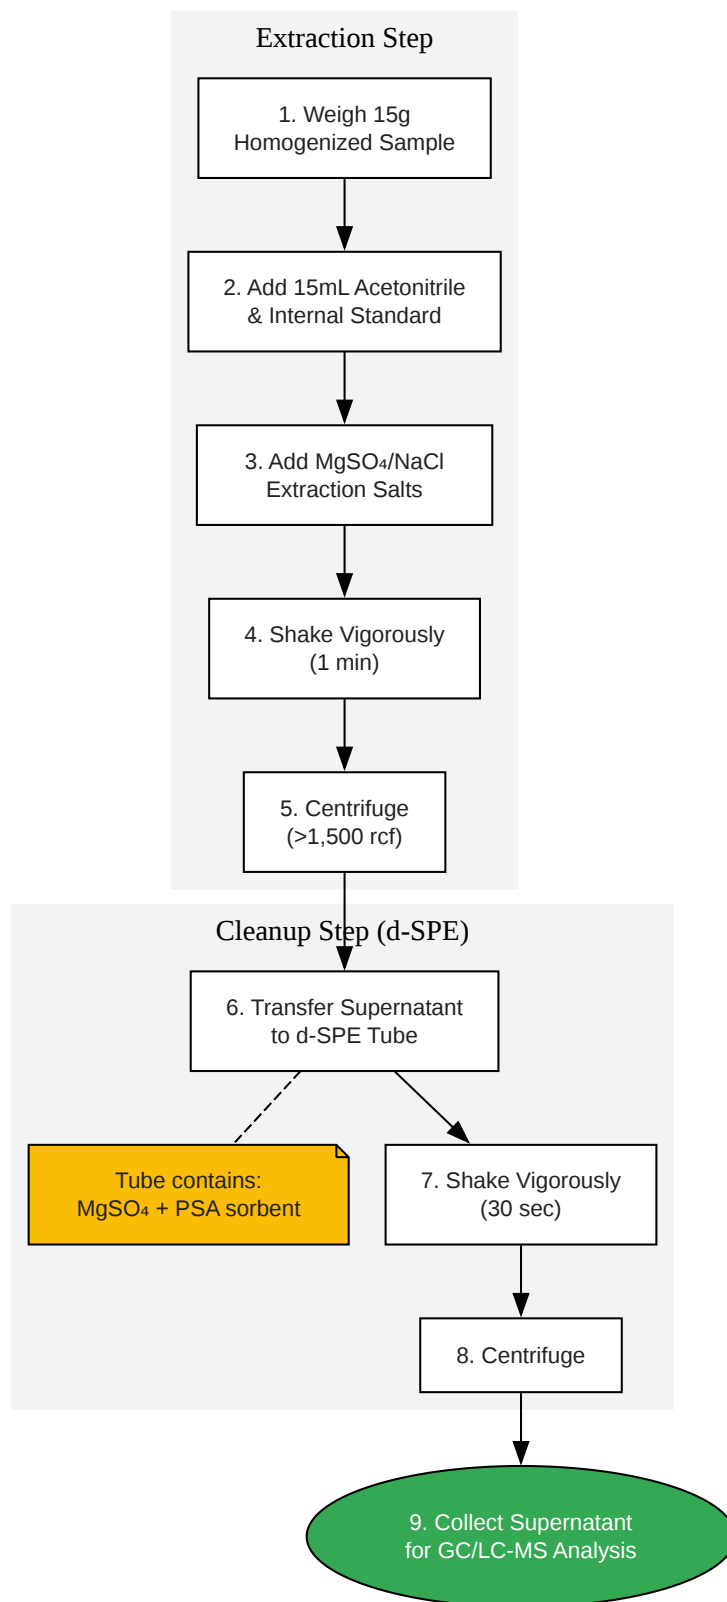 Extraction Step
1. Weigh 15g
Homogenized Sample
2. Add 15mL Acetonitrile
& Internal Standard
3. Add MgSO₄/NaCl
Extraction Salts
4. Shake Vigorously
(1 min)
5. Centrifuge
(>1,500 rcf)
Cleanup Step (d-SPE)
6. Transfer Supernatant
to d-SPE Tube
Tube contains:
MgSO₄ + PSA sorbent
7. Shake Vigorously
(30 sec)
8. Centrifuge
9. Collect Supernatant
for GC/LC-MS Analysis